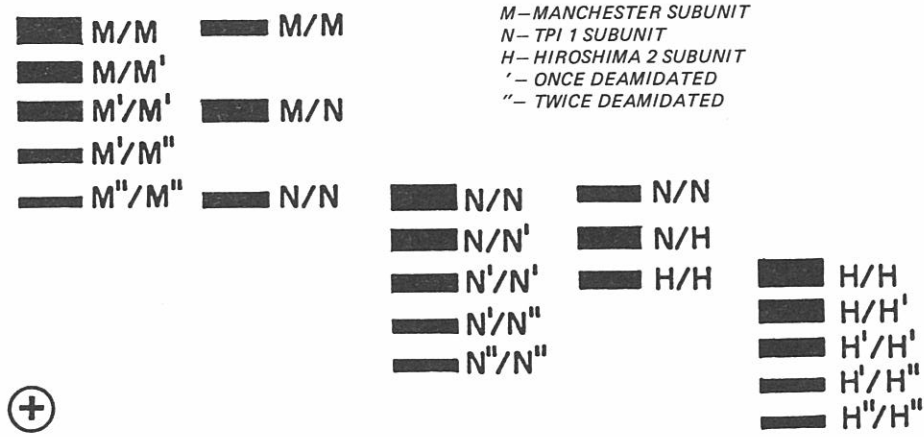 M/M
M/M'
M'/M'
M'/M"
M"/M"
M/M
M/N
N/N
M—MANCHESTER SUBUNIT
N—TPI 1 SUBUNIT
H—HIROSHIMA 2 SUBUNIT
'— ONCE DEAMIDATED
"— TWICE DEAMIDATED
N/N
N/N'
N'/N'
N'/N"
N"/N"
N/N
N/H
H/H
H/H
H/H'
H'/H'
H'/H"
H"/H"
+